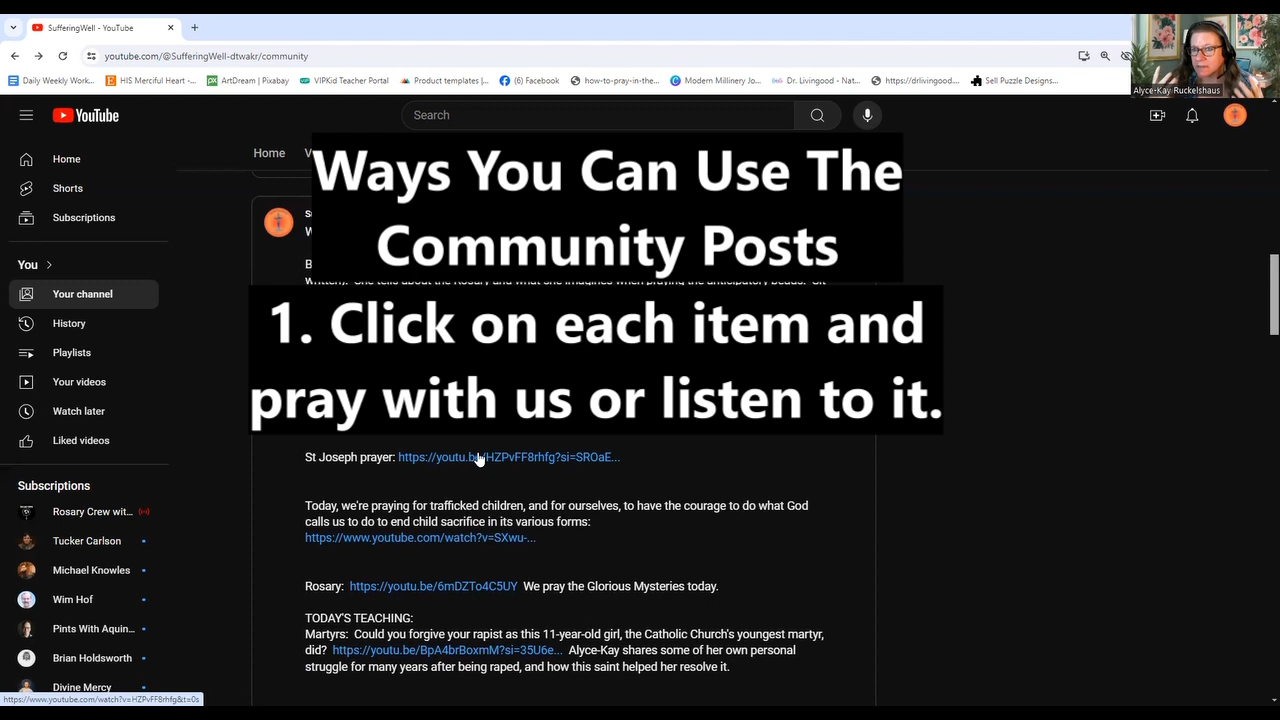 SufferingWell - YouTube
youtube.com/@SufferingWell-dtwakr/community
Daily Weekly Work... HIS Merciful Heart -... ArtDream | Pixabay VIPKid Teacher Portal Product templates |... (6) Facebook how-to-pray-in-the... Modern Millinery Jo... Dr. Livingood - Nat... https://drlivingood.... Sell Puzzle Designs...
Alyce-Kay Ruckelshaus
YouTube
Search
Home
Shorts
Subscriptions
You
Your channel
History
Playlists
Your videos
Watch later
Liked videos
Subscriptions
Rosary Crew wit...
Tucker Carlson
Michael Knowles
Wim Hof
Pints With Aquin...
Brian Holdsworth
Divine Mercy
https://www.youtube.com/watch?v=HZPvFF8rhfg&t=0s
Home
Ways You Can Use The
Community Posts
1. Click on each item and
pray with us or listen to it.
St Joseph prayer: https://youtu.be/HZPvFF8rhfg?si=SROaE...
Today, we're praying for trafficked children, and for ourselves, to have the courage to do what God
calls us to do to end child sacrifice in its various forms:
https://www.youtube.com/watch?v=SXwu-...
Rosary: https://youtu.be/6mDZTo4C5UY We pray the Glorious Mysteries today.
TODAY'S TEACHING:
Martyrs: Could you forgive your rapist as this 11-year-old girl, the Catholic Church's youngest martyr,
did? https://youtu.be/BpA4brBoxmM?si=35U6e... Alyce-Kay shares some of her own personal
struggle for many years after being raped, and how this saint helped her resolve it.